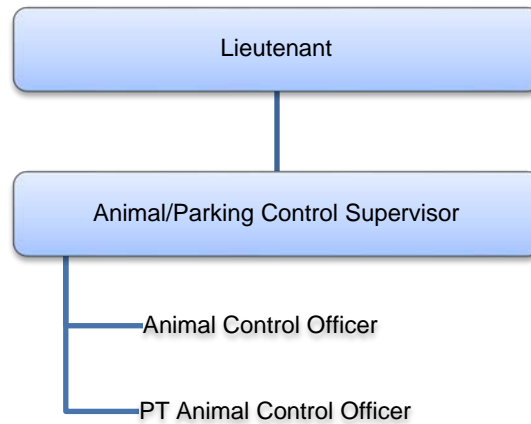 Lieutenant
Animal/Parking Control Supervisor
Animal Control Officer
PT Animal Control Officer